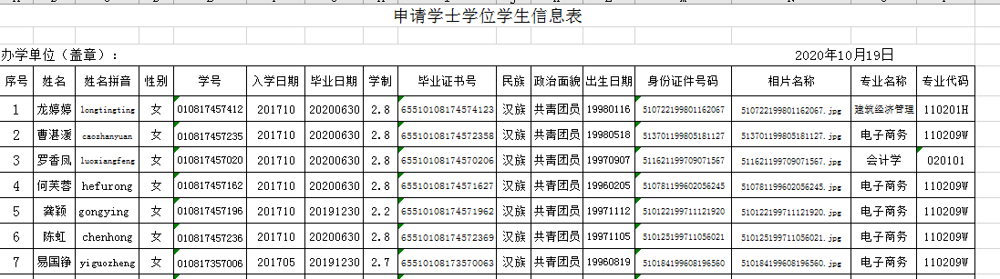 申请学士学位学生信息表
办学单位（盖章）： 2020年10月19日
序号 姓名 姓名拼音 性别 学号 入学日期 毕业日期 学制 毕业证书号 民族 政治面貌 出生日期 身份证件号码 相片名称 专业名称 专业代码
1 龙婷婷 longtingting 女 010817457412 201710 20200630 2.8 65510108174574123 汉族 共青团员 19980116 510722199801162067 510722199801162067.jpg 建筑经济管理 110201H
2 曹湛湲 caozhanyuan 女 010817457235 201710 20200630 2.8 65510108174572358 汉族 共青团员 19980518 513701199805181127 513701199805181127.jpg 电子商务 110209W
3 罗香凤 luoxiangfeng 女 010817457020 201710 20200630 2.8 65510108174570206 汉族 共青团员 19970907 511621199709071567 511621199709071567.jpg 会计学 020101
4 何芙蓉 hefurong 女 010817457162 201710 20200630 2.8 65510108174571627 汉族 共青团员 19960205 510781199602056245 510781199602056245.jpg 电子商务 110209W
5 龚颖 gongying 女 010817457196 201710 20191230 2.2 65510108174571962 汉族 共青团员 19971112 510122199711121920 510122199711121920.jpg 电子商务 110209W
6 陈虹 chenhong 女 010817457236 201710 20200630 2.8 65510108174572369 汉族 共青团员 19971105 510125199711056021 510125199711056021.jpg 电子商务 110209W
7 易国铮 yiguozheng 女 010817357006 201705 20191230 2.7 65510108173570063 汉族 共青团员 19960819 510184199608196560 510184199608196560.jpg 电子商务 110209W